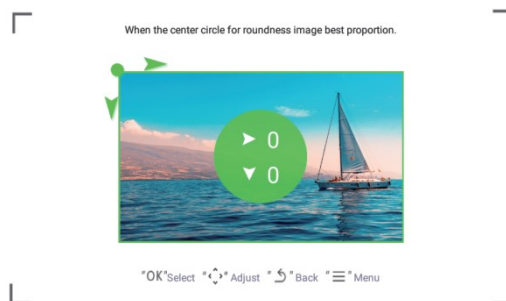 When the center circle for roundness image best proportion.
0
0
"OK"Select " " Adjust " " Back " " Menu